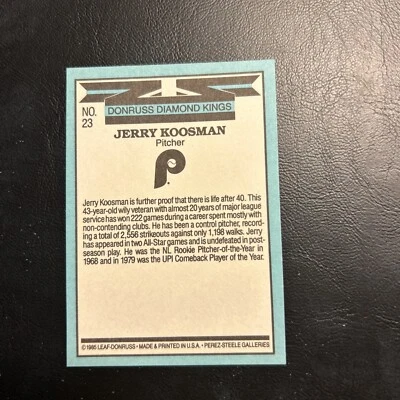 NO.
23
DONRUSS DIAMOND KINGS
JERRY KOOSMAN
Pitcher
P
Jerry Koosman is further proof that there is life after 40. This
43-year-old wily veteran with almost 20 years of major league
service has won 222 games during a career spent mostly with
non-contending clubs. He has been a control pitcher, record-
ing a total of 2,556 strikeouts against only 1,198 walks. Jerry
has appeared in two All-Star games and is undefeated in post-
season play. He was the NL Rookie Pitcher-of-the-Year in
1968 and in 1979 was the UPI Comeback Player of the Year.
©1985 LEAF-DONRUSS • MADE & PRINTED IN U.S.A. • PEREZ-STEELE GALLERIES